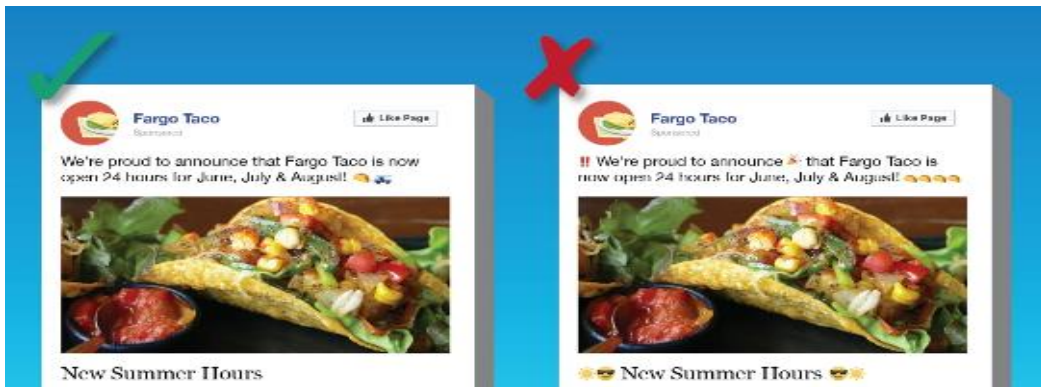 Fargo Taco
Sponsored
Like Page
We're proud to announce that Fargo Taco is now
open 24 hours for June, July & August! 🌮 🚙
New Summer Hours
Fargo Taco
Sponsored
Like Page
‼️ We're proud to announce 🎉 that Fargo Taco is
now open 24 hours for June, July & August! 🌮🌮🌮🌮
☀️😎 New Summer Hours 😎☀️